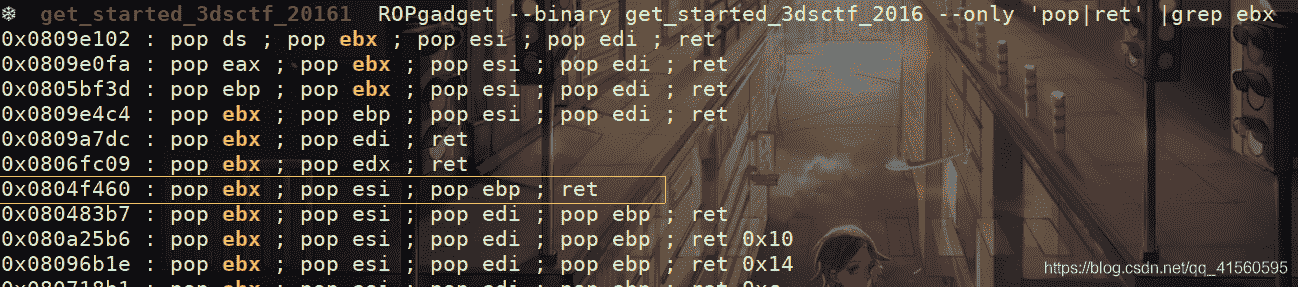 ❄ get_started_3dsctf_20161 ROPgadget --binary get_started_3dsctf_2016 --only 'pop|ret' |grep ebx
0x0809e102 : pop ds ; pop ebx ; pop esi ; pop edi ; ret
0x0809e0fa : pop eax ; pop ebx ; pop esi ; pop edi ; ret
0x0805bf3d : pop ebp ; pop ebx ; pop esi ; pop edi ; ret
0x0809e4c4 : pop ebx ; pop ebp ; pop esi ; pop edi ; ret
0x0809a7dc : pop ebx ; pop edi ; ret
0x0806fc09 : pop ebx ; pop edx ; ret
0x0804f460 : pop ebx ; pop esi ; pop ebp ; ret
0x080483b7 : pop ebx ; pop esi ; pop edi ; pop ebp ; ret
0x080a25b6 : pop ebx ; pop esi ; pop edi ; pop ebp ; ret 0x10
0x08096b1e : pop ebx ; pop esi ; pop edi ; pop ebp ; ret 0x14
https://blog.csdn.net/qq_41560595